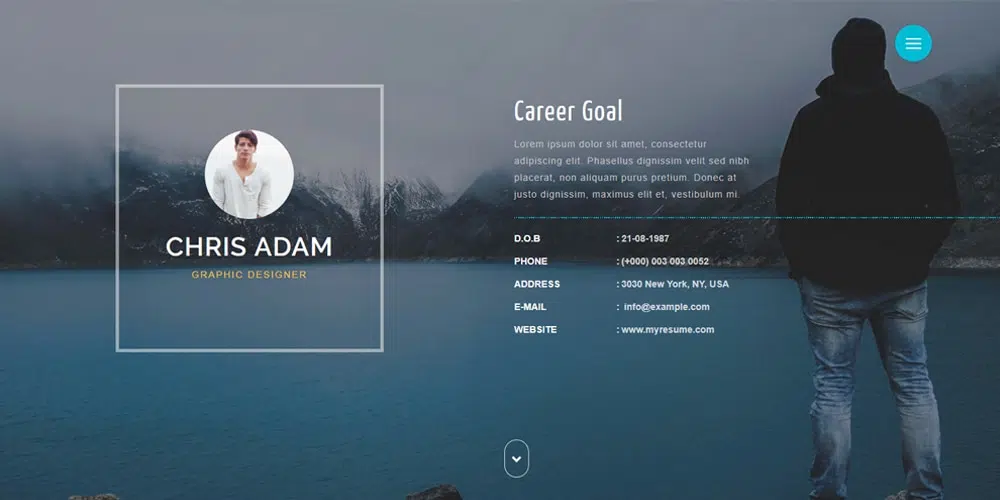 CHRIS ADAM
GRAPHIC DESIGNER
Career Goal
Lorem ipsum dolor sit amet, consectetur
adipiscing elit. Phasellus dignissim velit sed nibh
placerat, non aliquam purus pretium. Donec at
justo dignissim, maximus elit et, vestibulum mi.
D.O.B : 21-08-1987
PHONE : (+000) 003 003 0052
ADDRESS : 3030 New York, NY, USA
E-MAIL : info@example.com
WEBSITE : www.myresume.com